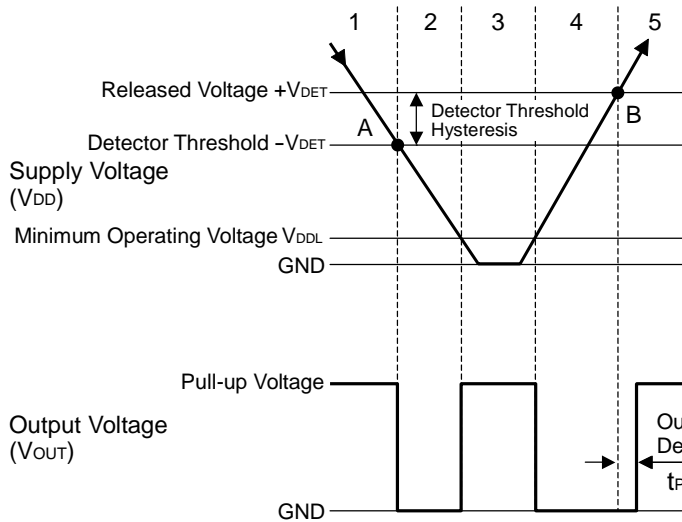 1 2 3 4 5
Released Voltage +VDET
Detector Threshold
Hysteresis
A
B
Detector Threshold –VDET
Supply Voltage
(VDD)
Minimum Operating Voltage VDDL
GND
Pull-up Voltage
Output Voltage
(VOUT)
GND